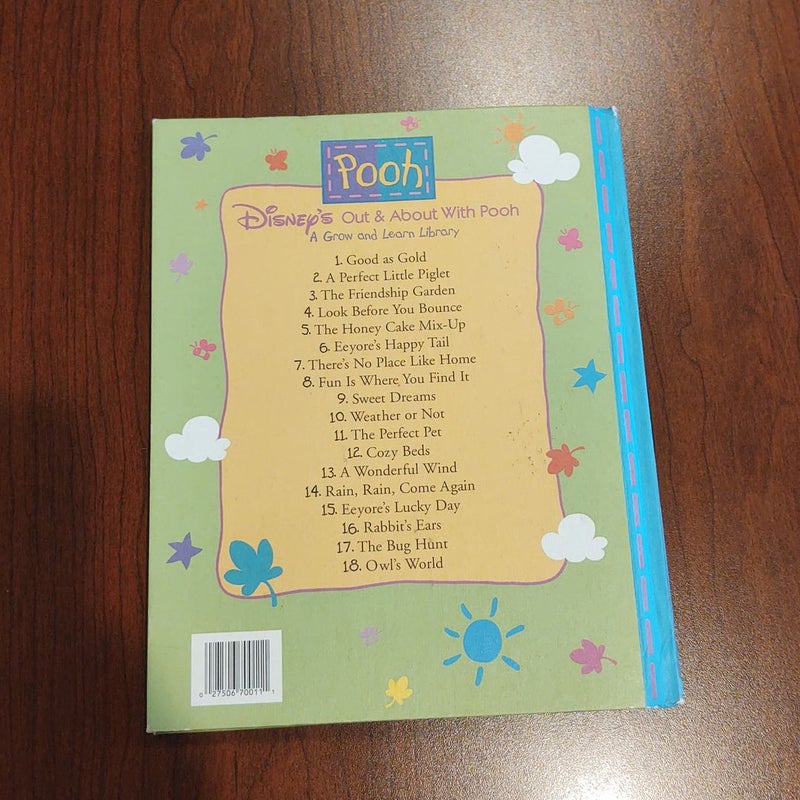 Pooh
Disney's Out & About With Pooh
A Grow and Learn Library
1. Good as Gold
2. A Perfect Little Piglet
3. The Friendship Garden
4. Look Before You Bounce
5. The Honey Cake Mix-Up
6. Eeyore's Happy Tail
7. There's No Place Like Home
8. Fun Is Where You Find It
9. Sweet Dreams
10. Weather or Not
11. The Perfect Pet
12. Cozy Beds
13. A Wonderful Wind
14. Rain, Rain, Come Again
15. Eeyore's Lucky Day
16. Rabbit's Ears
17. The Bug Hunt
18. Owl's World
0 27506 70011 1